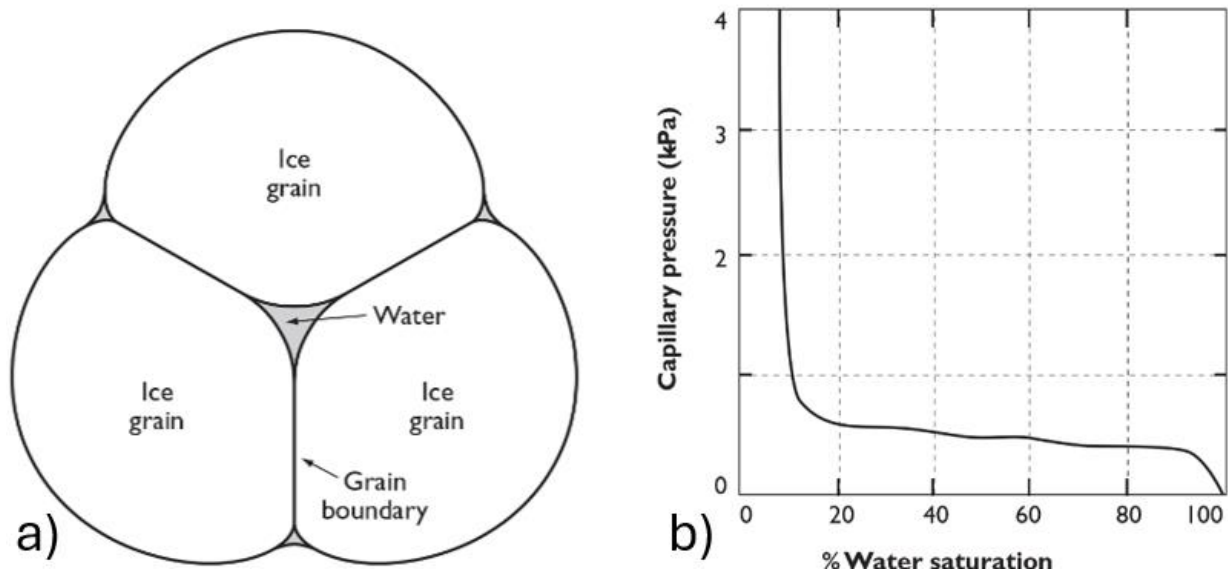 Ice
grain
Water
Ice
grain
Ice
grain
Grain
boundary
a)
4
3
2
1
0
Capillary pressure (kPa)
0 20 40 60 80 100
% Water saturation
b)